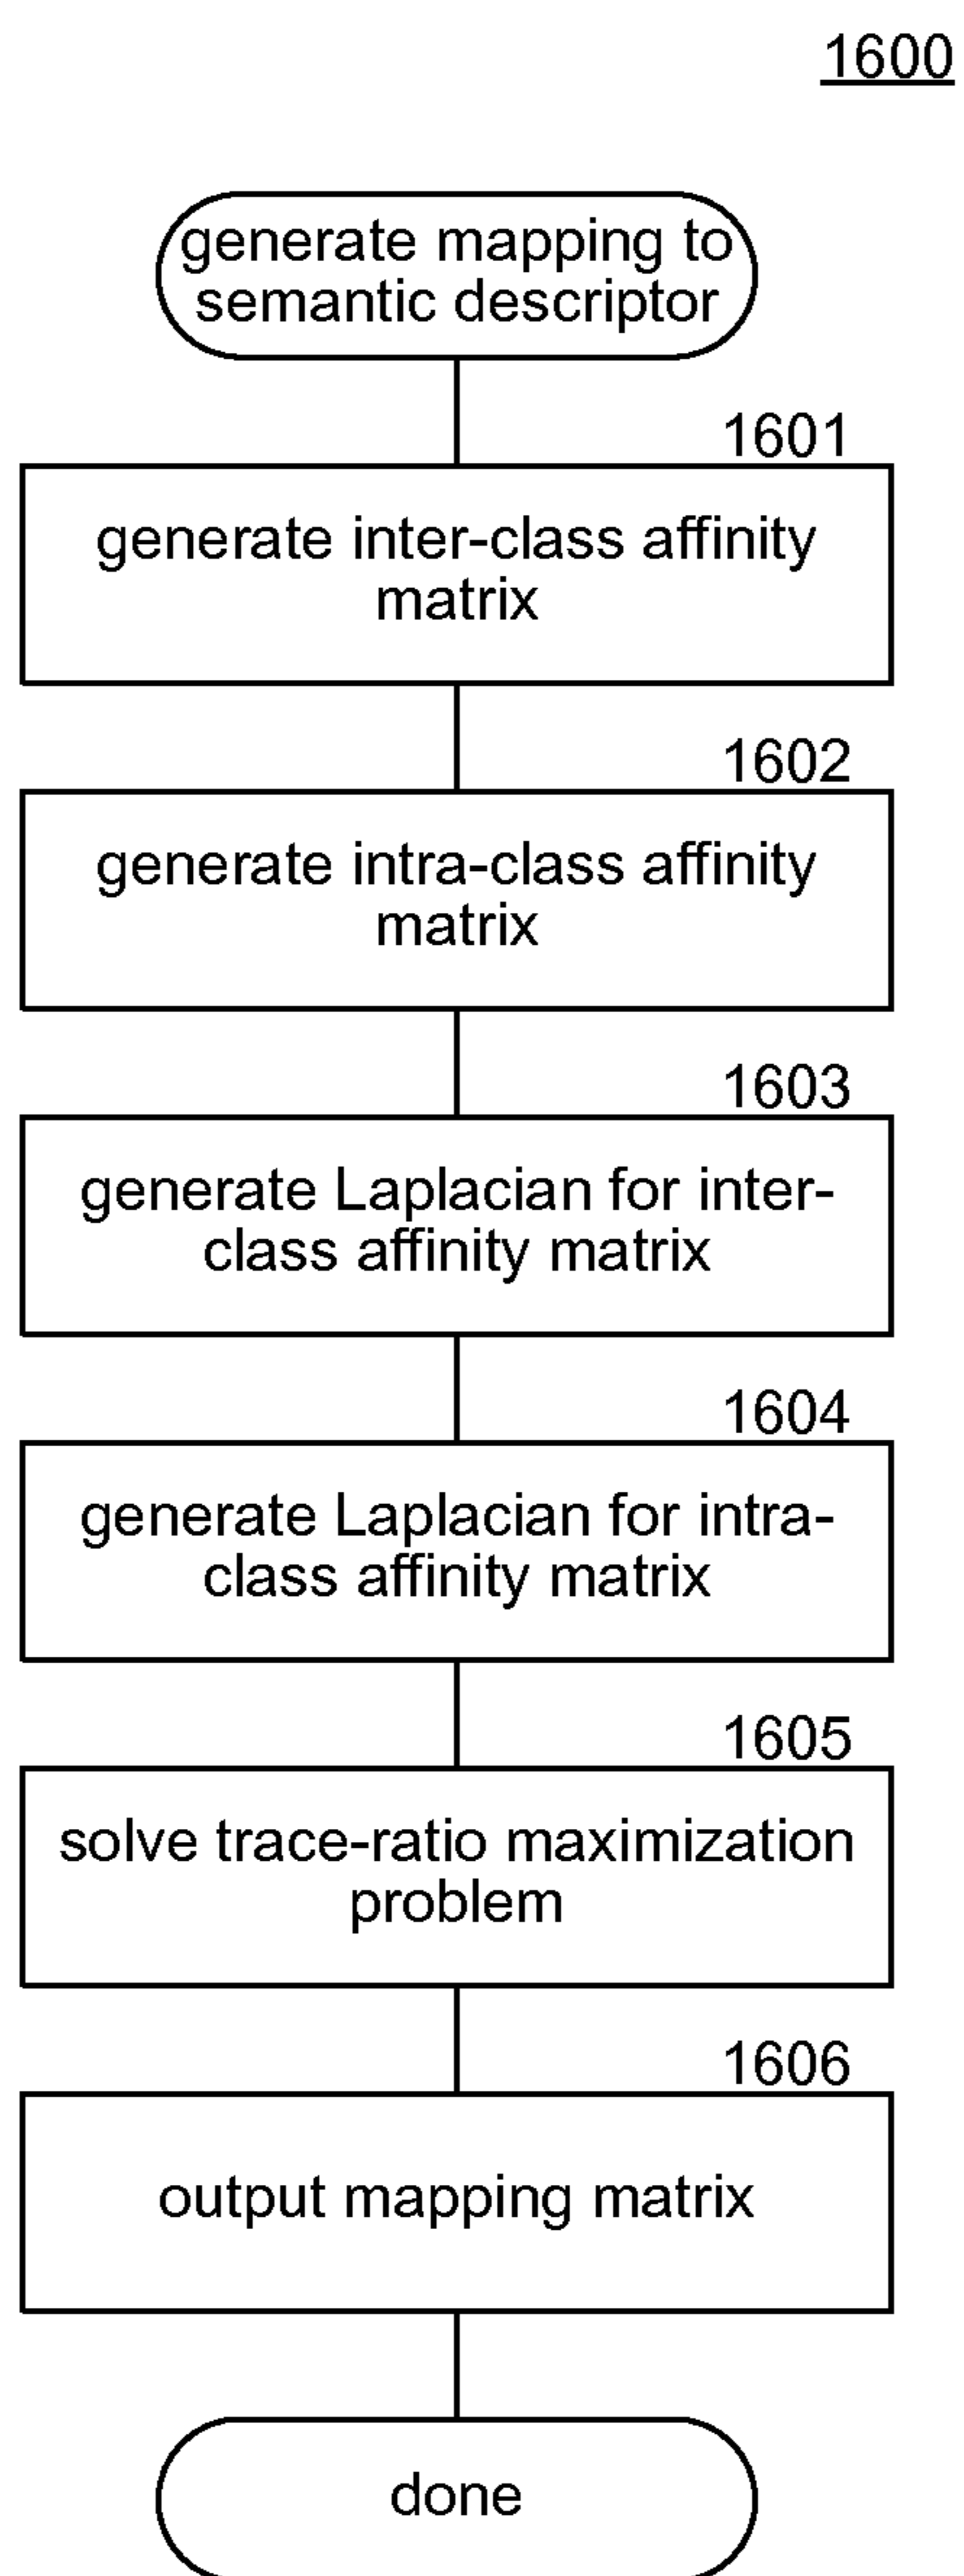 1600
generate mapping to
semantic descriptor
1601
generate inter-class affinity
matrix
1602
generate intra-class affinity
matrix
1603
generate Laplacian for inter-
class affinity matrix
1604
generate Laplacian for intra-
class affinity matrix
1605
solve trace-ratio maximization
problem
1606
output mapping matrix
done